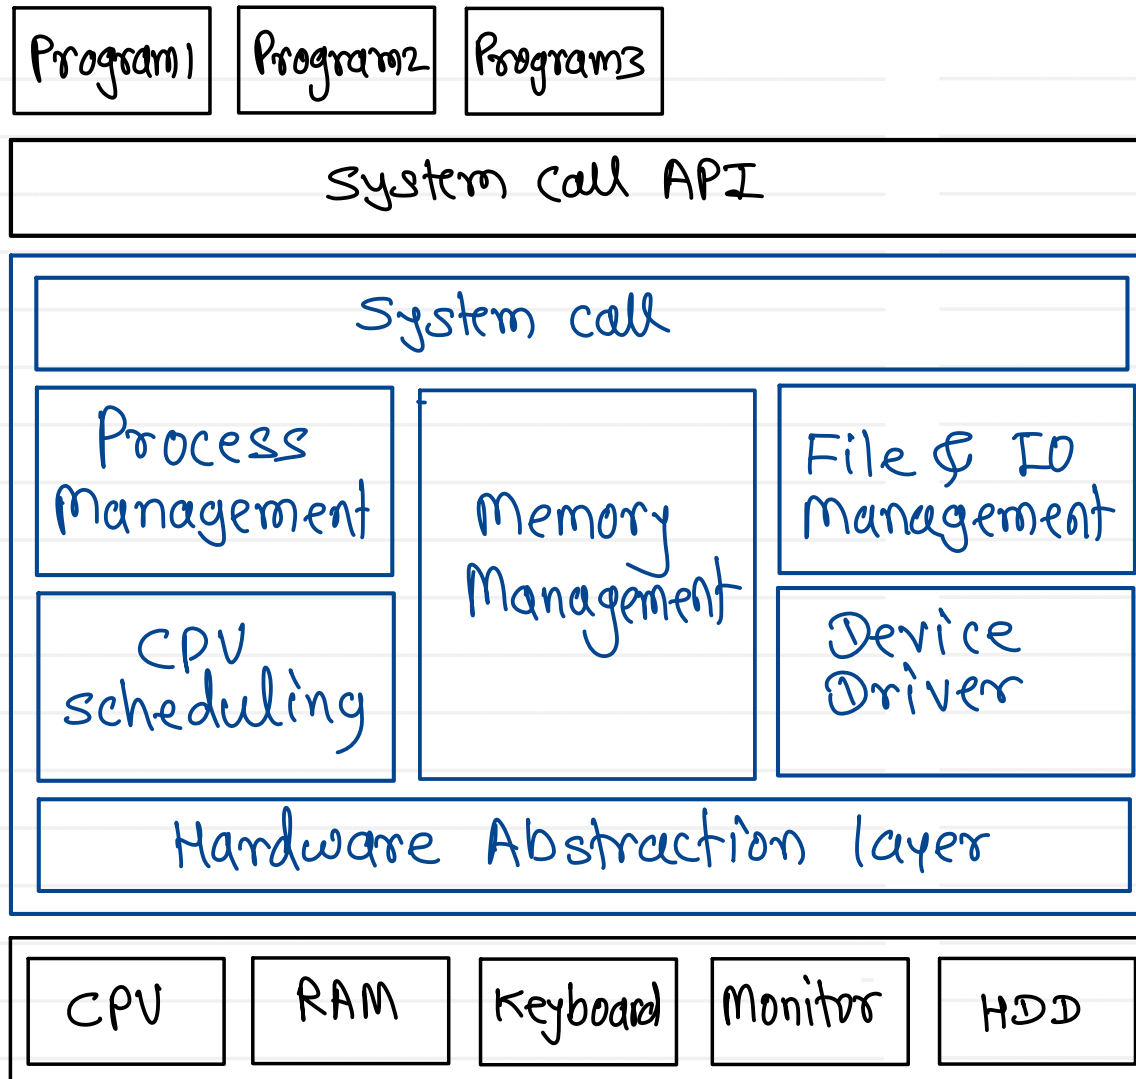 Program1 Program2 Program3
System Call API
System call
Process
Management
Memory
Management
File & IO
Management
CPU
scheduling
Device
Driver
Hardware Abstraction layer
CPU RAM Keyboard Monitor HDD